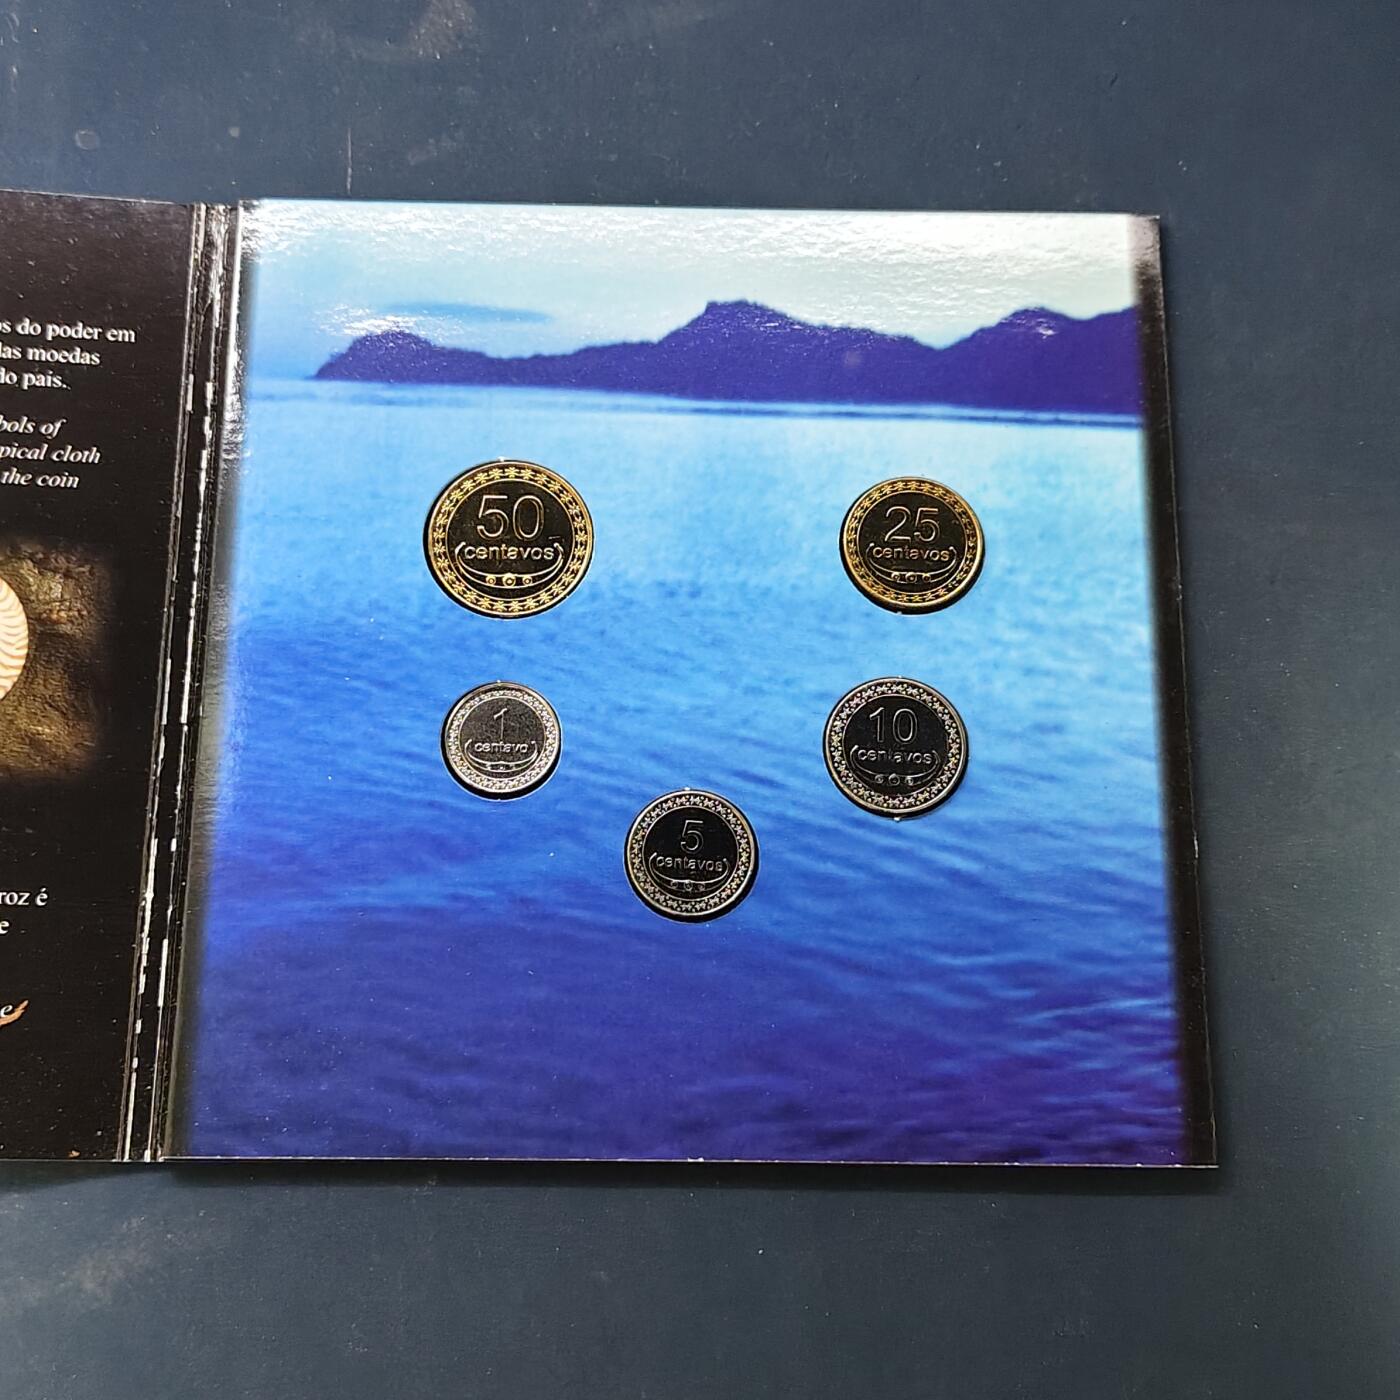 os do poder em
das moedas
do pais.
bols of
pical cloth
the coin
roz é
e
e
50
centavos
25
centavos
1
centavo
10
centavos
5
centavos